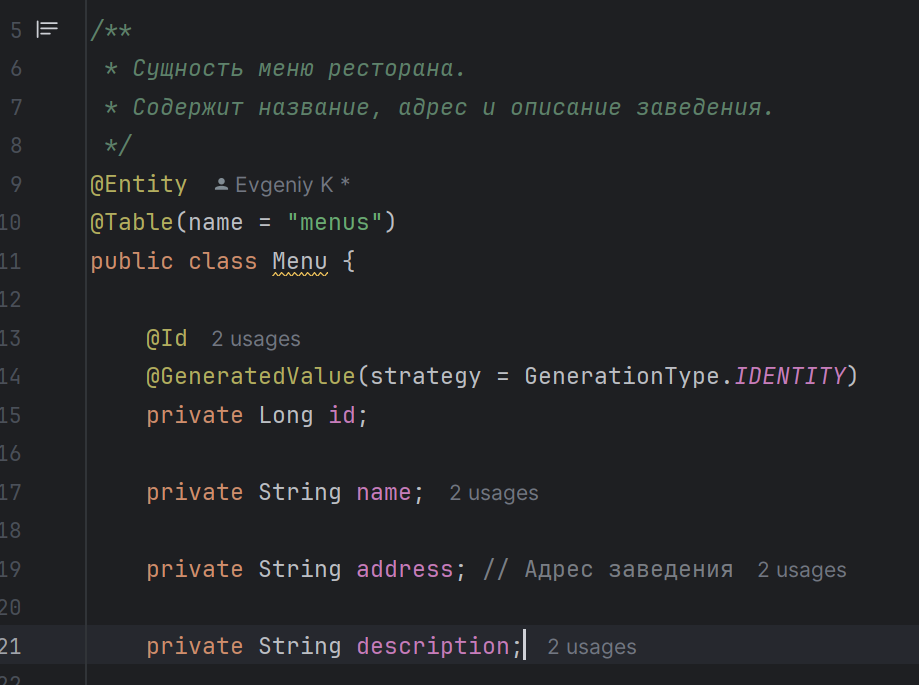 5 /**
6 * Сущность меню ресторана.
7 * Содержит название, адрес и описание заведения.
8 */
9 @Entity Evgeniy K *
10 @Table(name = "menus")
11 public class Menu {
12
13 @Id 2 usages
14 @GeneratedValue(strategy = GenerationType.IDENTITY)
15 private Long id;
16
17 private String name; 2 usages
18
19 private String address; // Адрес заведения 2 usages
20
21 private String description; 2 usages
22